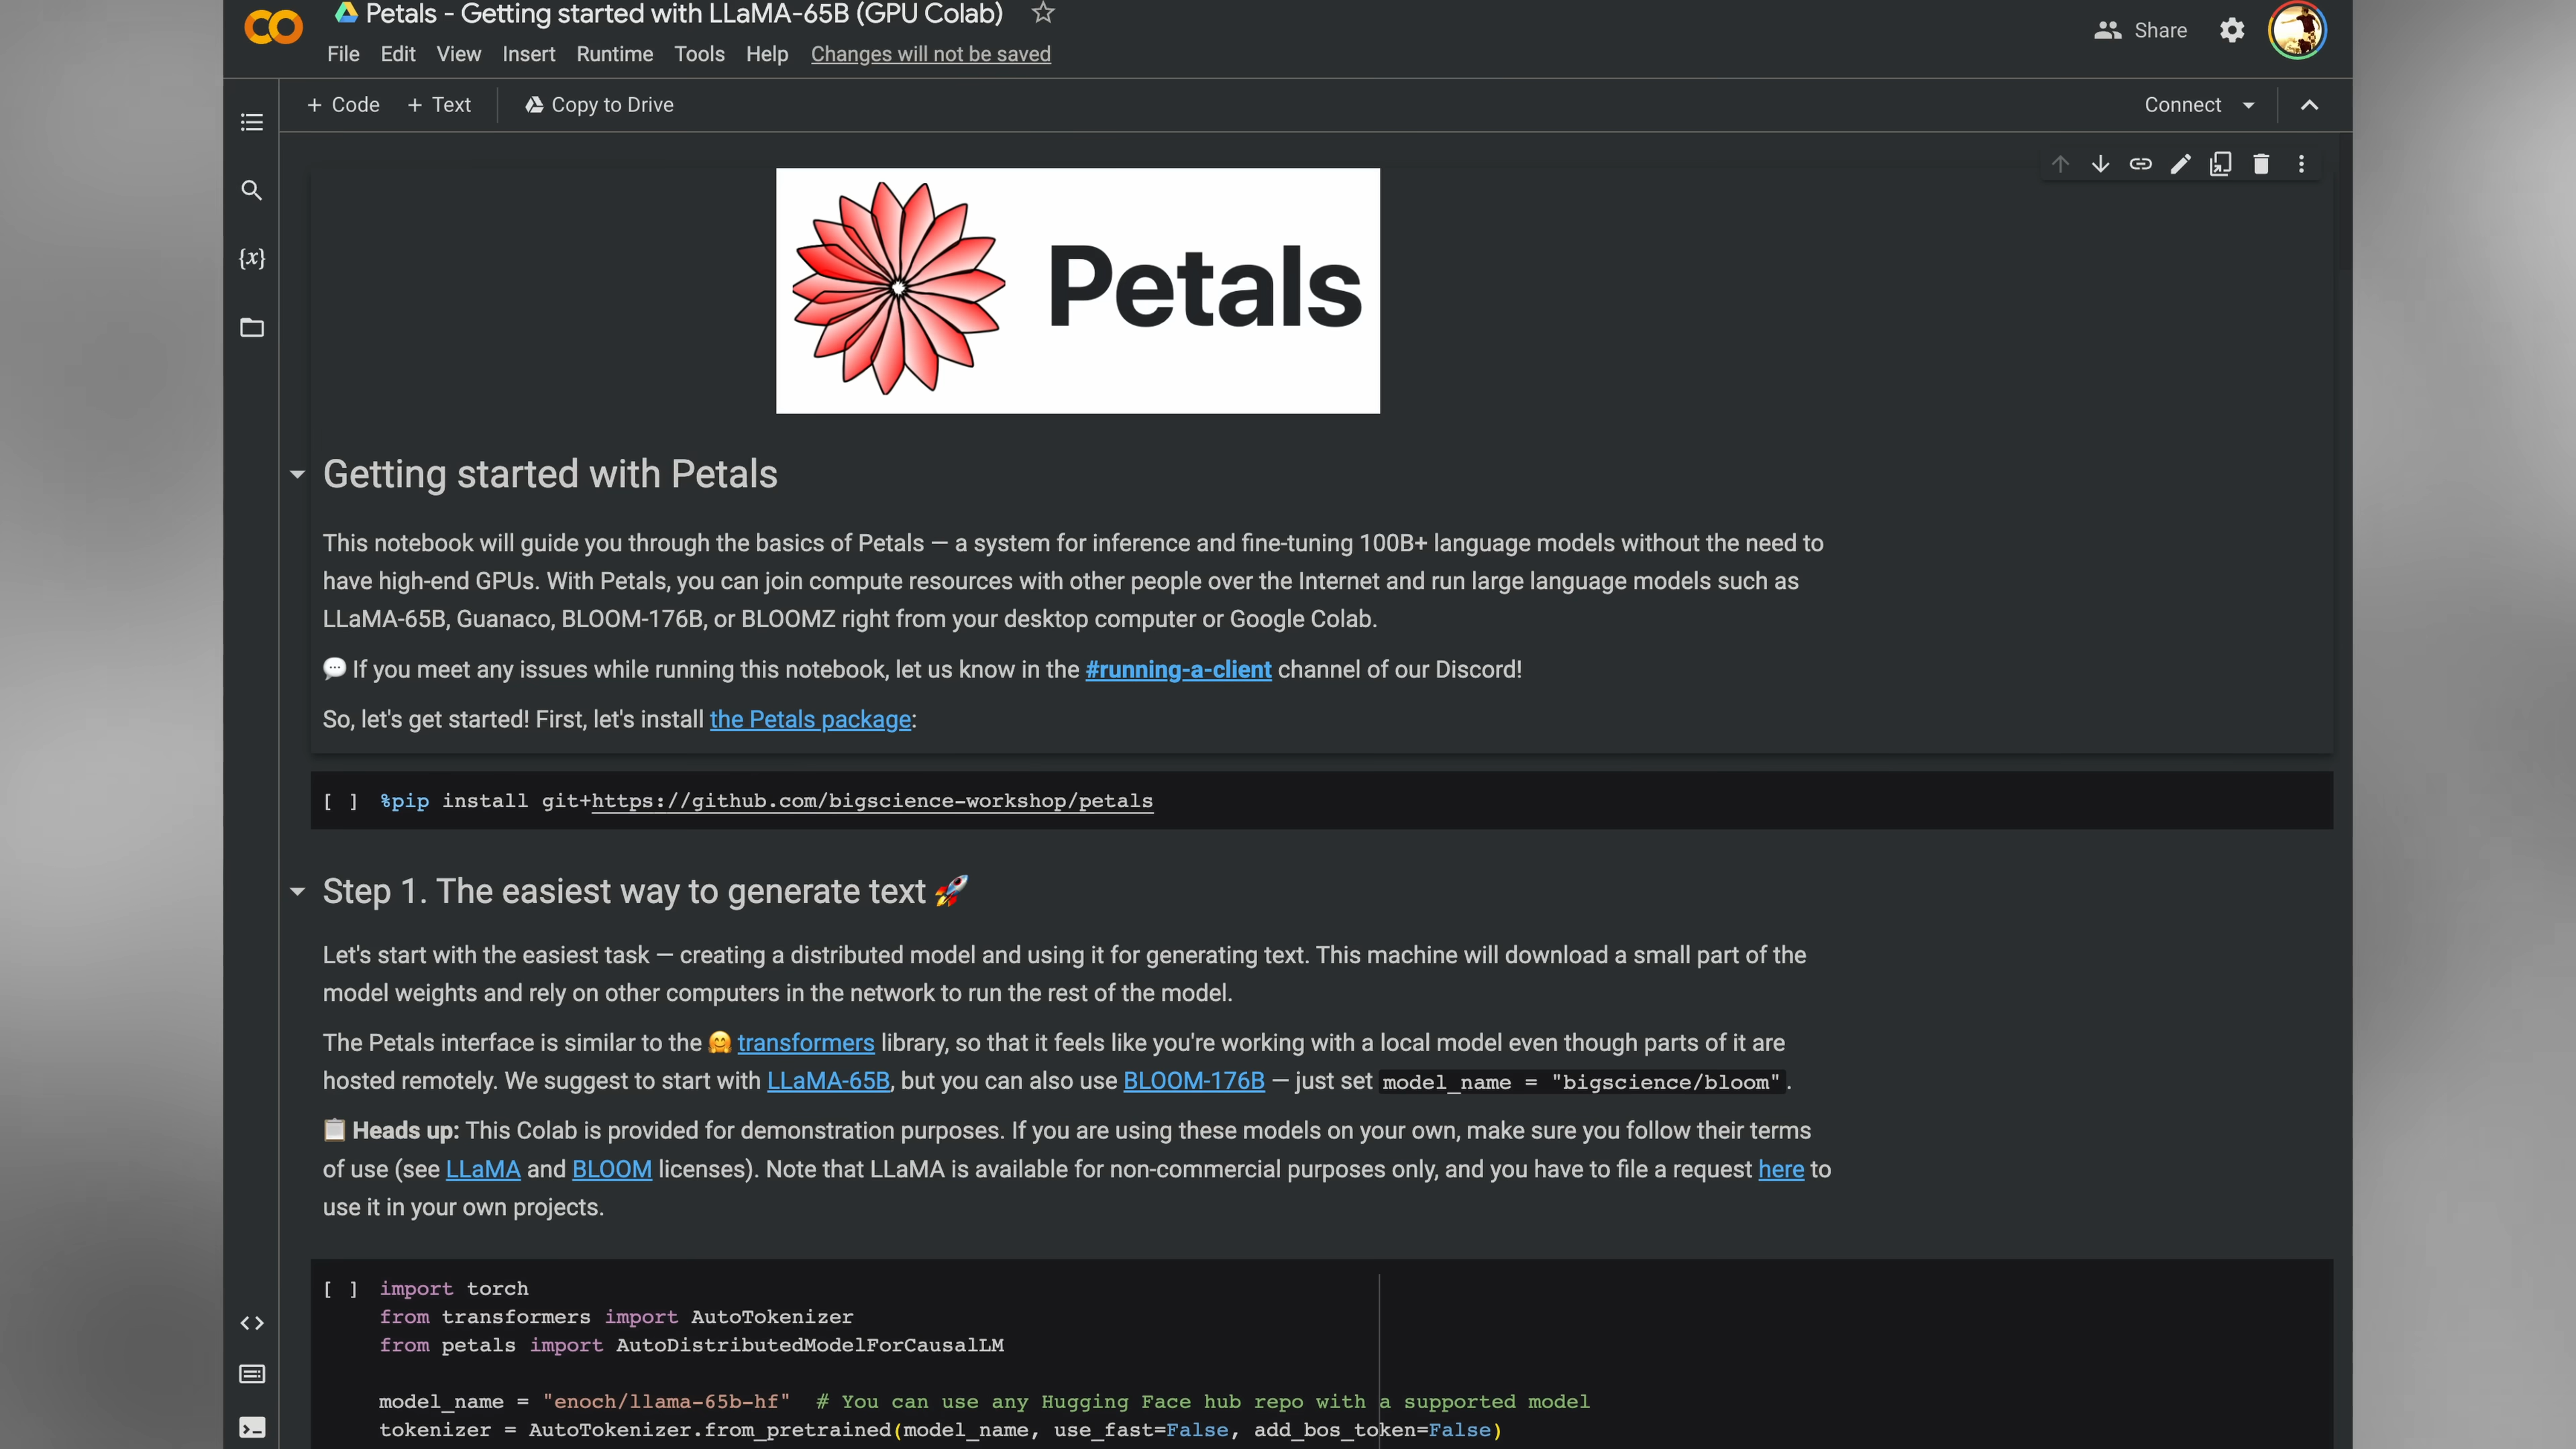 Petals - Getting started with LLaMA-65B (GPU Colab)
File Edit View Insert Runtime Tools Help Changes will not be saved
Share
+ Code + Text Copy to Drive
Connect
{x}
Petals
Getting started with Petals
This notebook will guide you through the basics of Petals — a system for inference and fine-tuning 100B+ language models without the need to
have high-end GPUs. With Petals, you can join compute resources with other people over the Internet and run large language models such as
LLaMA-65B, Guanaco, BLOOM-176B, or BLOOMZ right from your desktop computer or Google Colab.
💬 If you meet any issues while running this notebook, let us know in the #running-a-client channel of our Discord!
So, let's get started! First, let's install the Petals package:
[ ] %pip install git+https://github.com/bigscience-workshop/petals
Step 1. The easiest way to generate text 🚀
Let's start with the easiest task — creating a distributed model and using it for generating text. This machine will download a small part of the
model weights and rely on other computers in the network to run the rest of the model.
The Petals interface is similar to the 🤗 transformers library, so that it feels like you're working with a local model even though parts of it are
hosted remotely. We suggest to start with LLaMA-65B, but you can also use BLOOM-176B — just set model_name = "bigscience/bloom".
📋 Heads up: This Colab is provided for demonstration purposes. If you are using these models on your own, make sure you follow their terms
of use (see LLaMA and BLOOM licenses). Note that LLaMA is available for non-commercial purposes only, and you have to file a request here to
use it in your own projects.
[ ] import torch
from transformers import AutoTokenizer
from petals import AutoDistributedModelForCausalLM
model_name = "enoch/llama-65b-hf" # You can use any Hugging Face hub repo with a supported model
tokenizer = AutoTokenizer.from_pretrained(model_name, use_fast=False, add_bos_token=False)